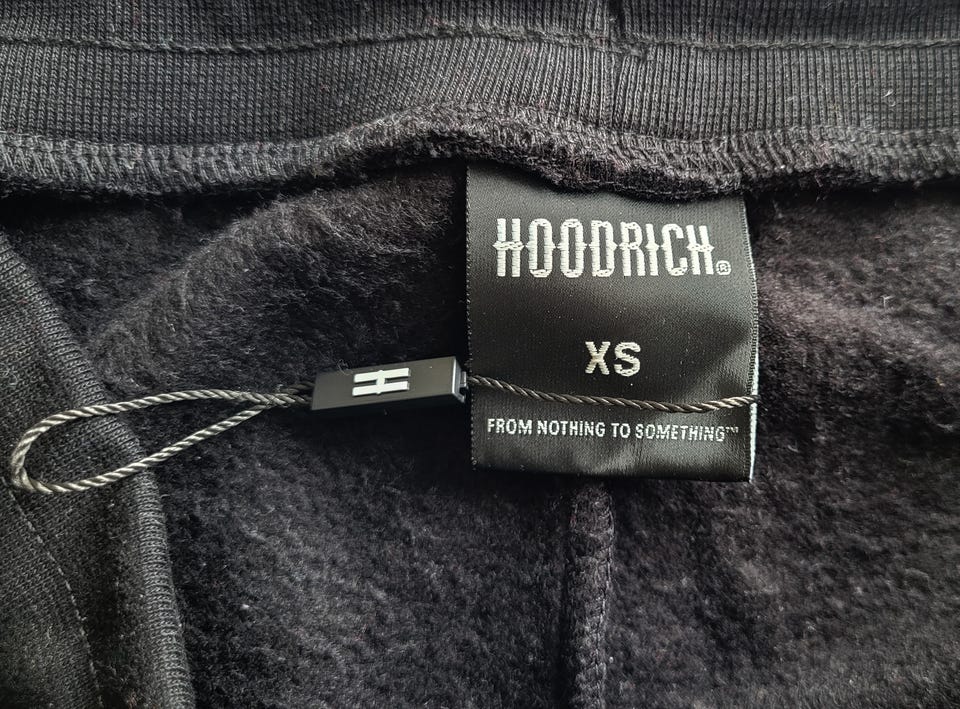 HOODRICH®
XS
H
FROM NOTHING TO SOMETHING™